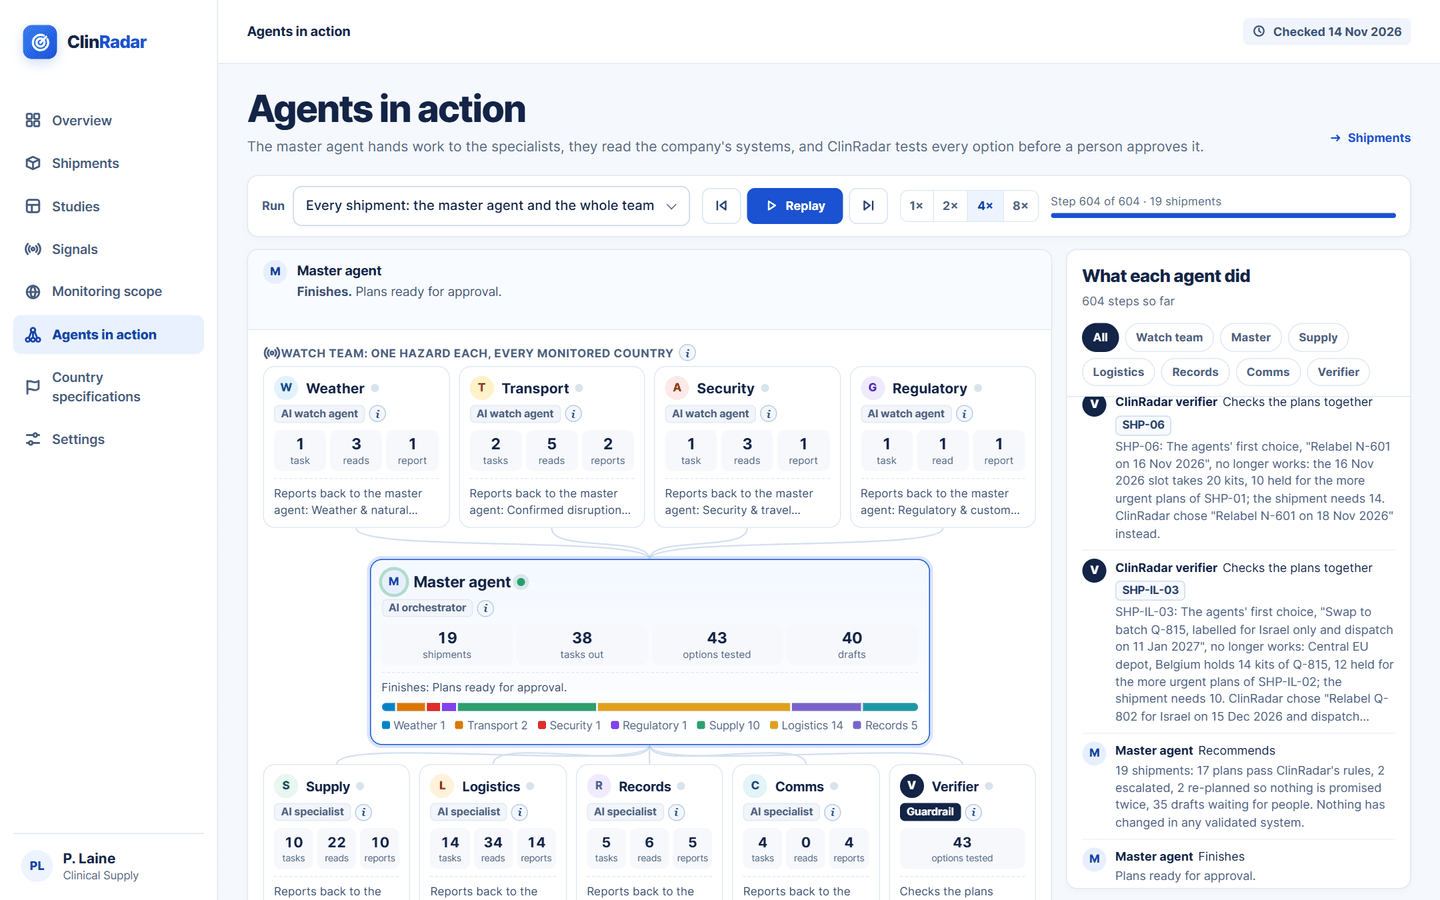 ClinRadar
Overview
Shipments
Studies
Signals
Monitoring scope
Agents in action
Country
specifications
Settings
PL
P. Laine
Clinical Supply
Agents in action
Checked 14 Nov 2026
Agents in action
The master agent hands work to the specialists, they read the company's systems, and ClinRadar tests every option before a person approves it.
→ Shipments
Run
Every shipment: the master agent and the whole team
Replay
1×
2×
4×
8×
Step 604 of 604 · 19 shipments
M
Master agent
Finishes. Plans ready for approval.
WATCH TEAM: ONE HAZARD EACH, EVERY MONITORED COUNTRY i
W Weather
AI watch agent i
1 task
3 reads
1 report
Reports back to the master
agent: Weather & natural...
T Transport
AI watch agent i
2 tasks
5 reads
2 reports
Reports back to the master
agent: Confirmed disruption...
A Security
AI watch agent i
1 task
3 reads
1 report
Reports back to the master
agent: Security & travel...
G Regulatory
AI watch agent i
1 task
1 read
1 report
Reports back to the master
agent: Regulatory & custom...
M Master agent
AI orchestrator i
19 shipments
38 tasks out
43 options tested
40 drafts
Finishes: Plans ready for approval.
Weather 1 Transport 2 Security 1 Regulatory 1 Supply 10 Logistics 14 Records 5
S Supply
AI specialist i
10 tasks
22 reads
10 reports
Reports back to the
L Logistics
AI specialist i
14 tasks
34 reads
14 reports
Reports back to the
R Records
AI specialist i
5 tasks
6 reads
5 reports
Reports back to the
C Comms
AI specialist i
4 tasks
0 reads
4 reports
Reports back to the
V Verifier
Guardrail i
43 options tested
Checks the plans
What each agent did
604 steps so far
All
Watch team
Master
Supply
Logistics
Records
Comms
Verifier
V ClinRadar verifier Checks the plans together
SHP-06
SHP-06: The agents' first choice, "Relabel N-601
on 16 Nov 2026", no longer works: the 16 Nov
2026 slot takes 20 kits, 10 held for the more
urgent plans of SHP-01; the shipment needs 14.
ClinRadar chose "Relabel N-601 on 18 Nov 2026"
instead.
V ClinRadar verifier Checks the plans together
SHP-IL-03
SHP-IL-03: The agents' first choice, "Swap to
batch Q-815, labelled for Israel only and dispatch
on 11 Jan 2027", no longer works: Central EU
depot, Belgium holds 14 kits of Q-815, 12 held for
the more urgent plans of SHP-IL-02; the
shipment needs 10. ClinRadar chose "Relabel Q-
802 for Israel on 15 Dec 2026 and dispatch...
M Master agent Recommends
19 shipments: 17 plans pass ClinRadar's rules, 2
escalated, 2 re-planned so nothing is promised
twice, 35 drafts waiting for people. Nothing has
changed in any validated system.
M Master agent Finishes
Plans ready for approval.